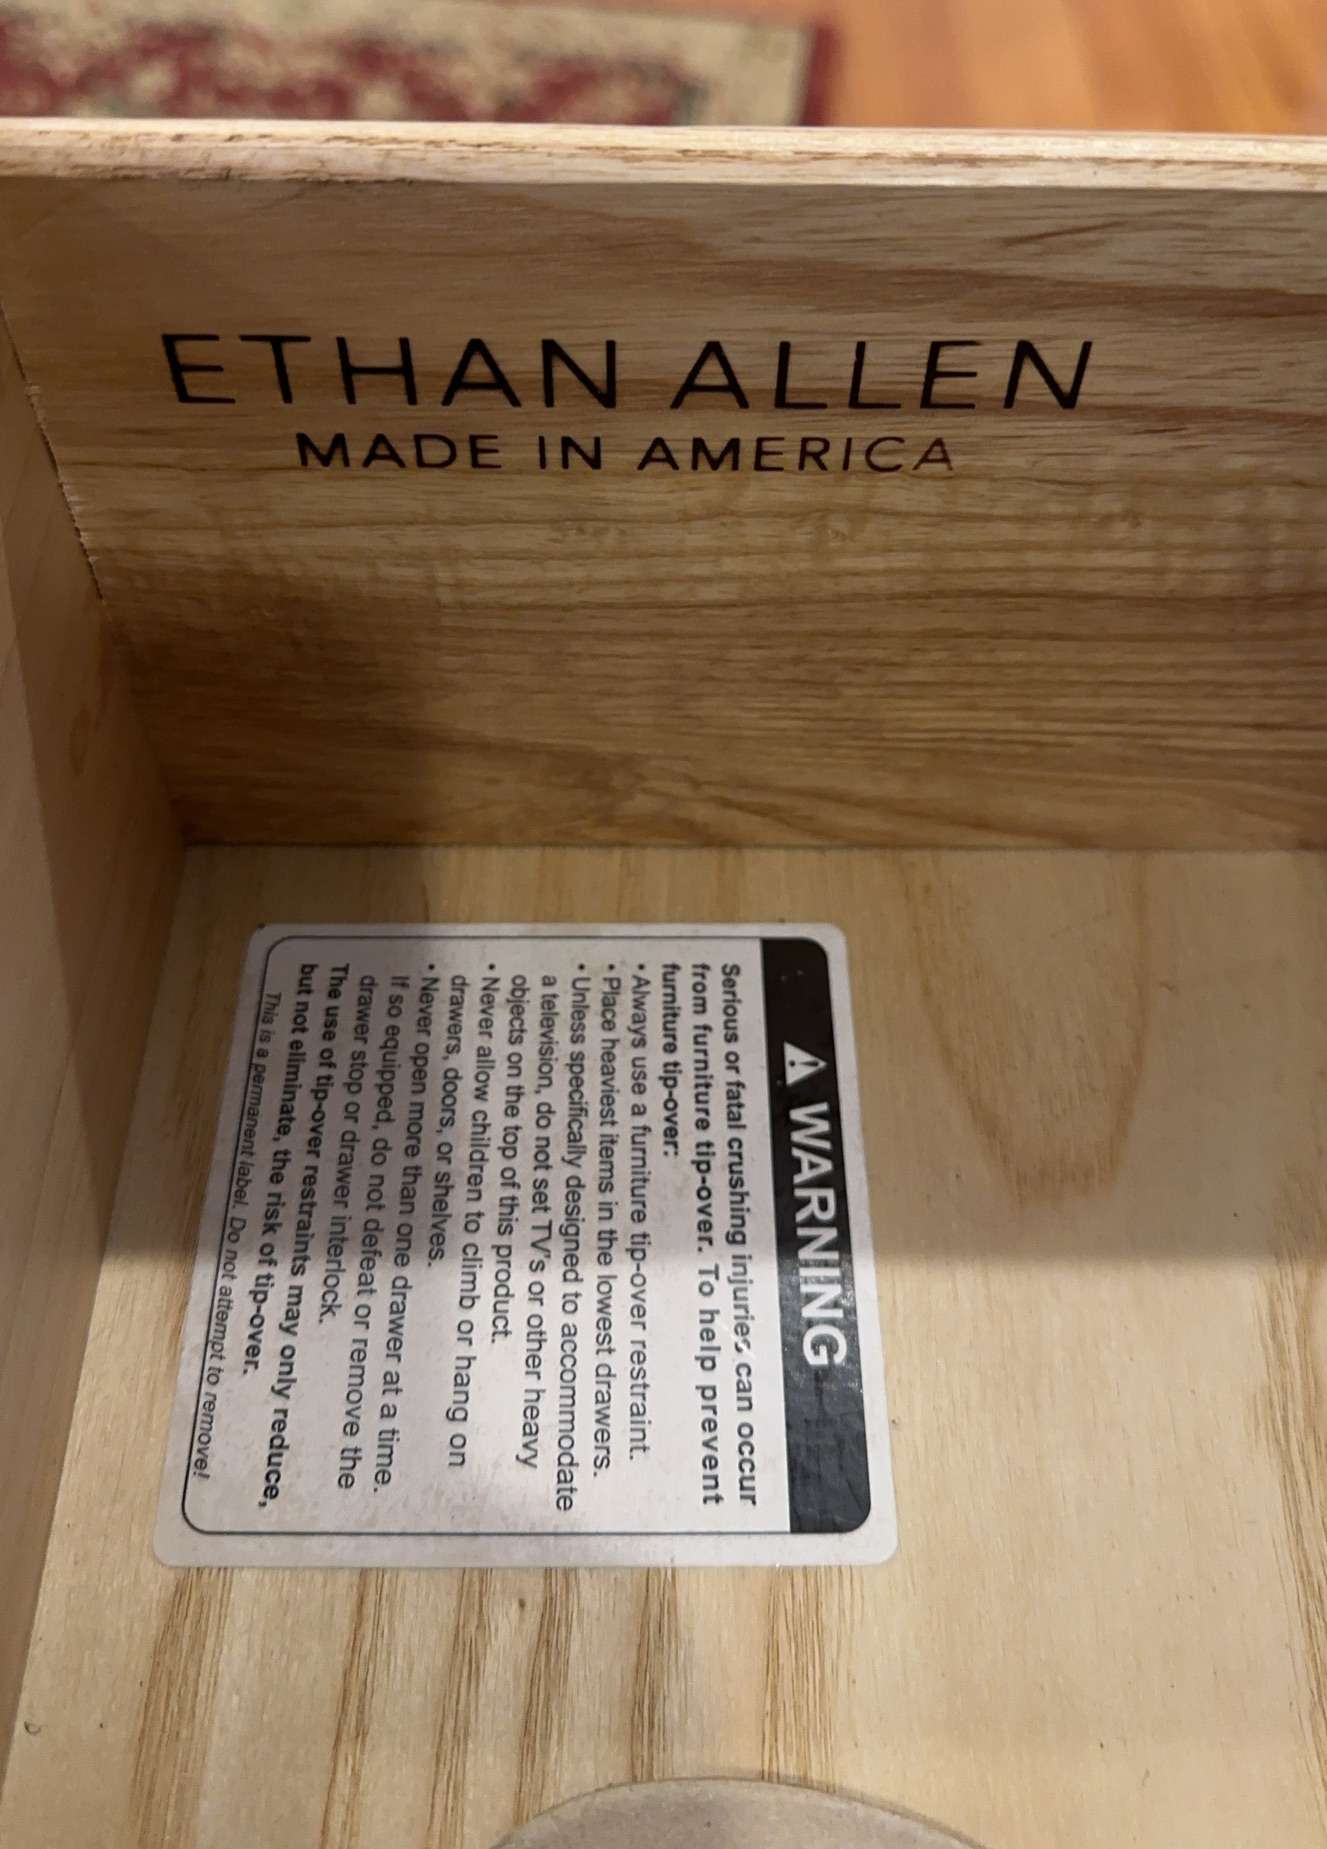 ETHAN ALLEN
MADE IN AMERICA
WARNING
Serious or fatal crushing injuries can occur
from furniture tip-over. To help prevent
furniture tip-over:
• Always use a furniture tip-over restraint.
• Place heaviest items in the lowest drawers.
• Unless specifically designed to accommodate
a television, do not set TV's or other heavy
objects on the top of this product.
• Never allow children to climb or hang on
drawers, doors, or shelves.
• Never open more than one drawer at a time.
If so equipped, do not defeat or remove the
drawer stop or drawer interlock.
The use of tip-over restraints may only reduce,
but not eliminate, the risk of tip-over.
This is a permanent label. Do not attempt to remove!